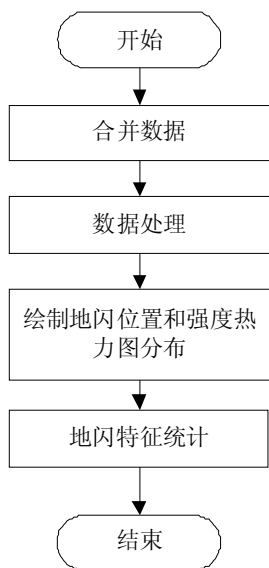 开始
合并数据
数据处理
绘制地闪位置和强度热
力图分布
地闪特征统计
结束